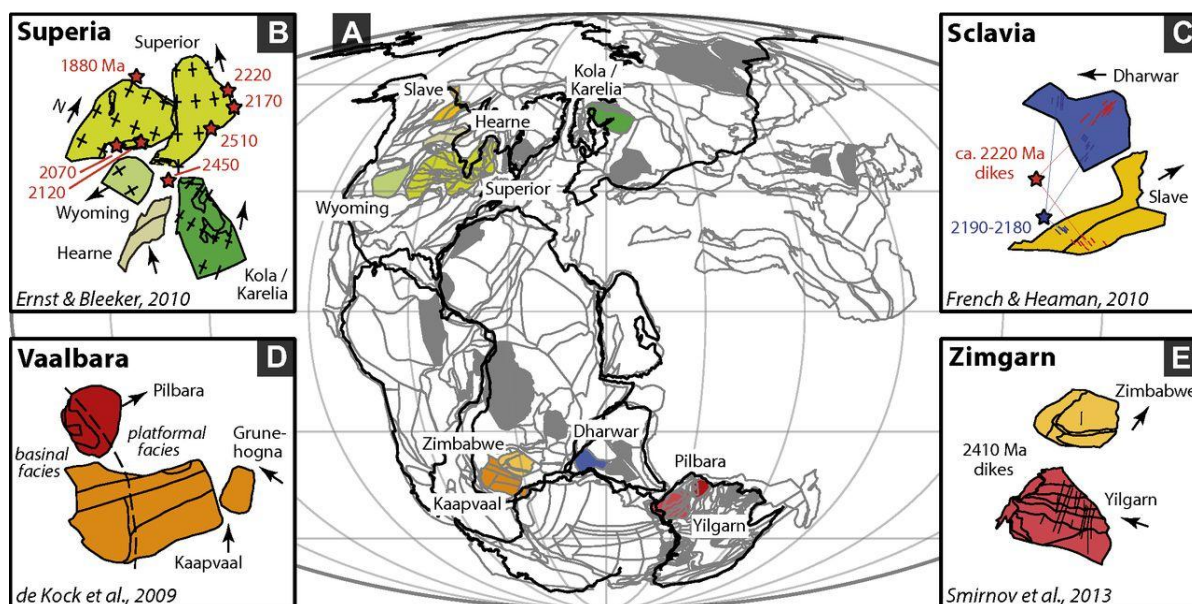 Superia
B
Superior
1880 Ma
2220
2170
N
2510
2450
2070
2120
Wyoming
Hearne
Kola /
Karelia
Ernst & Bleeker, 2010
A
Slave
Kola /
Karelia
Hearne
Superior
Wyoming
Zimbabwe
Dharwar
Pilbara
Kaapvaal
Yilgarn
Sclavia
C
Dharwar
ca. 2220 Ma
dikes
Slave
2190-2180
French & Heaman, 2010
Vaalbara
D
Pilbara
platformal
facies
basinal
facies
Grune-
hogna
Kaapvaal
de Kock et al., 2009
Zimgarn
E
Zimbabwe
2410 Ma
dikes
Yilgarn
Smirnov et al., 2013